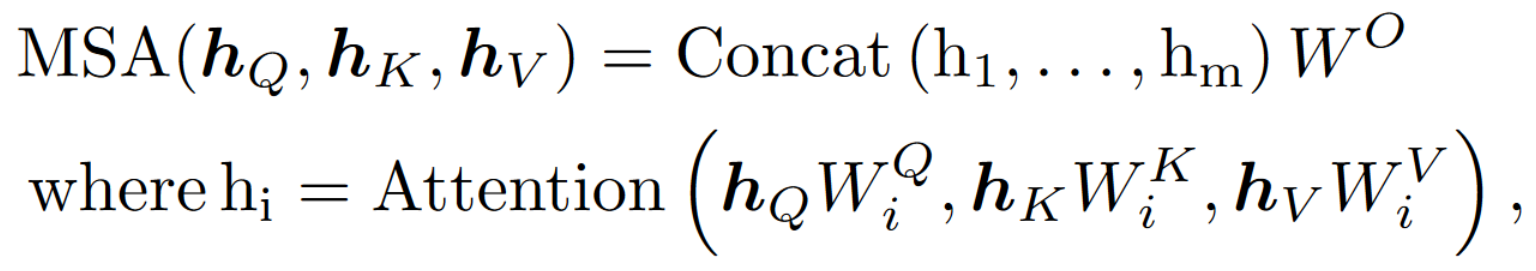 MSA(𝒉_Q, 𝒉_K, 𝒉_V) = Concat (h_1, . . . , h_m) W^O
where h_i = Attention (𝒉_Q W_i^Q, 𝒉_K W_i^K, 𝒉_V W_i^V) ,